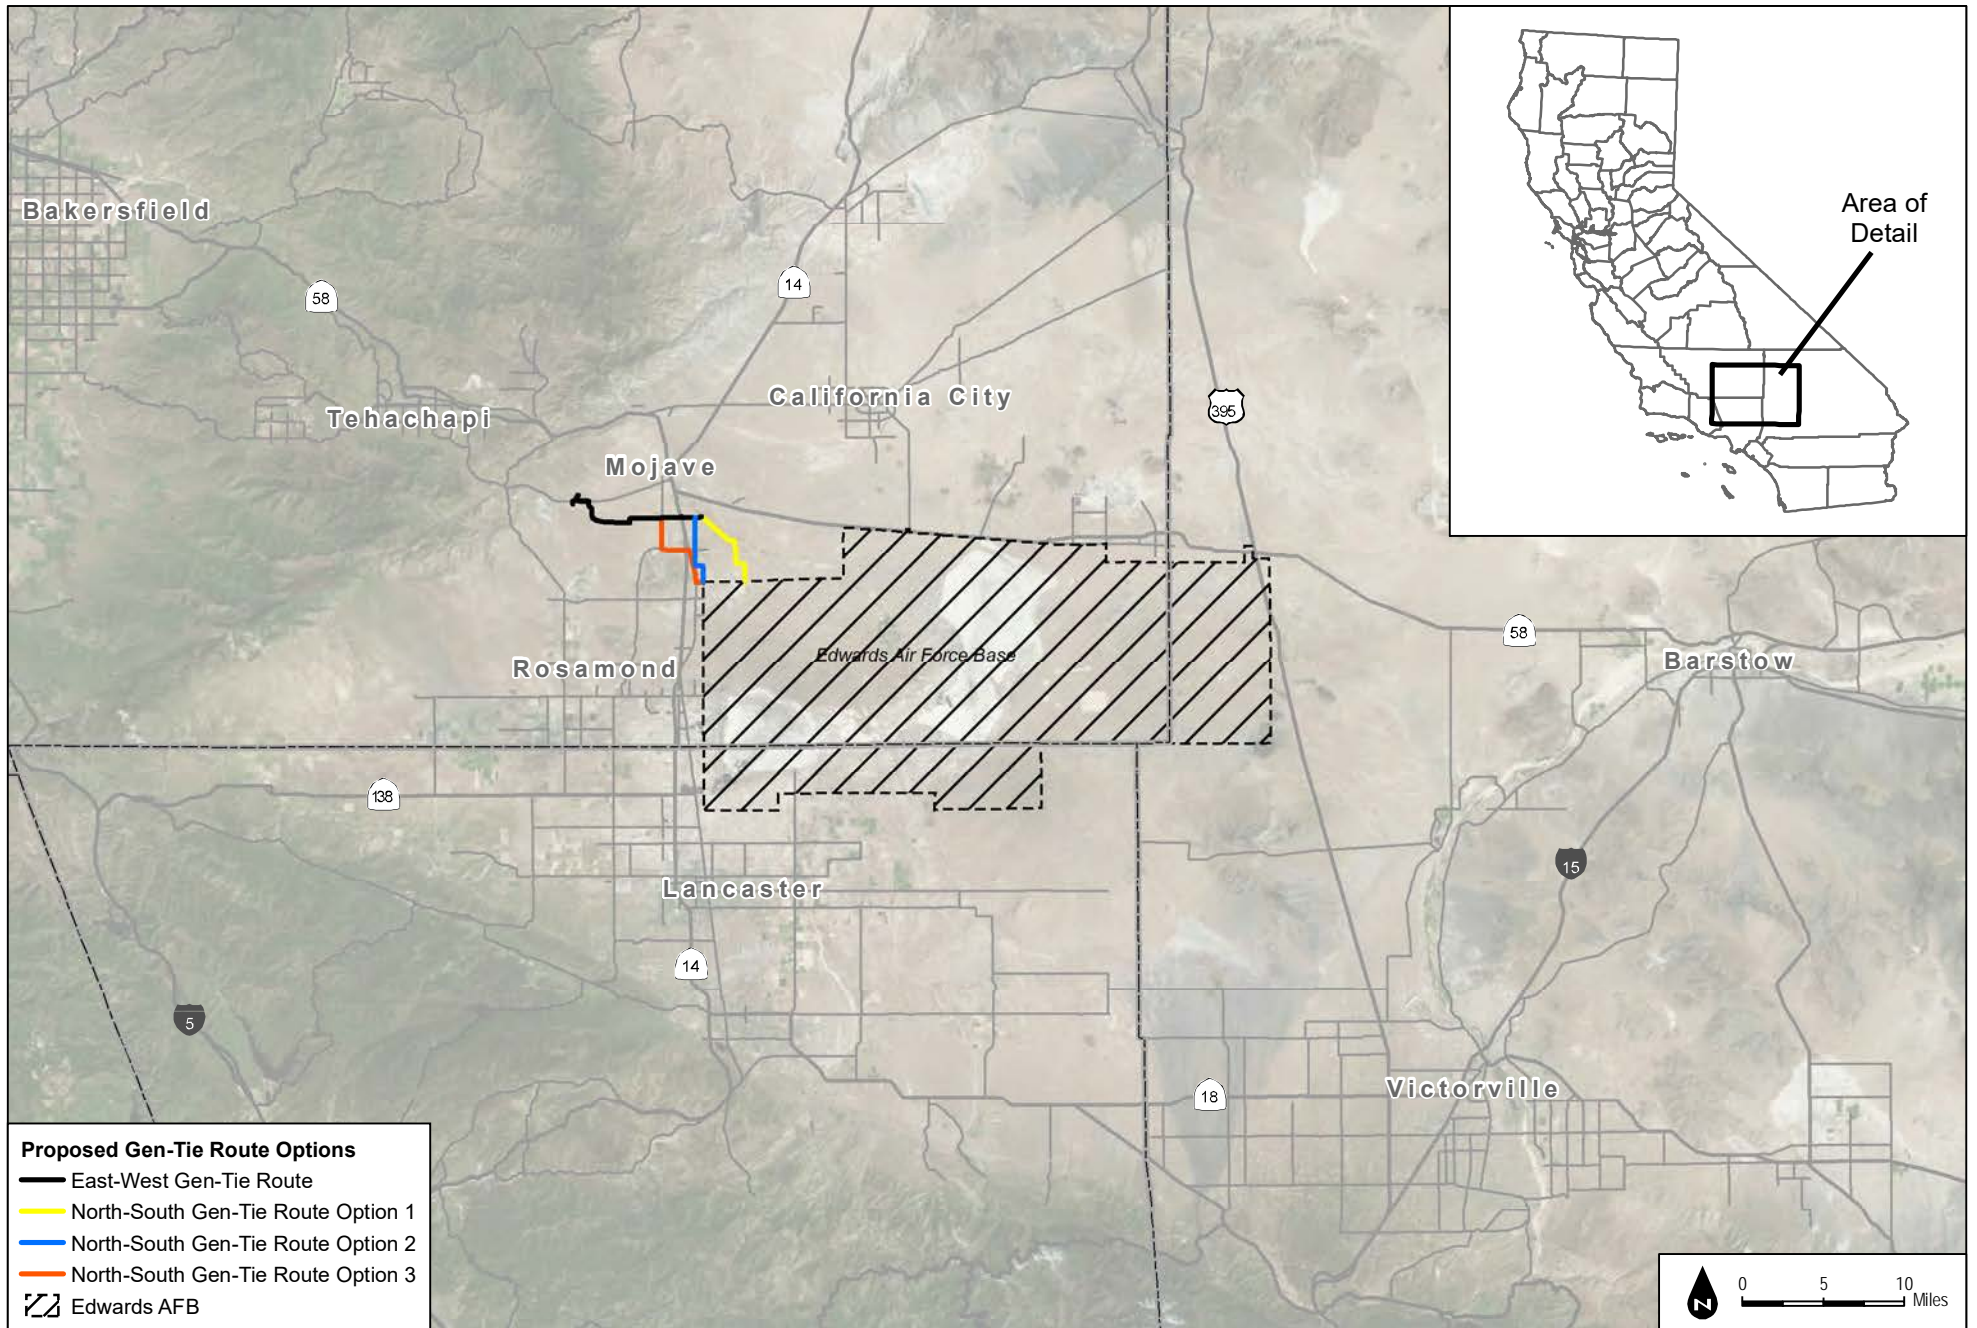 Area of
Detail
Bakersfield
58
14
California City
395
Tehachapi
Mojave
58
Edwards Air Force Base
Barstow
Rosamond
138
15
Lancaster
14
5
Victorville
18
Proposed Gen-Tie Route Options
East-West Gen-Tie Route
North-South Gen-Tie Route Option 1
North-South Gen-Tie Route Option 2
North-South Gen-Tie Route Option 3
Edwards AFB
N
0 5 10
Miles